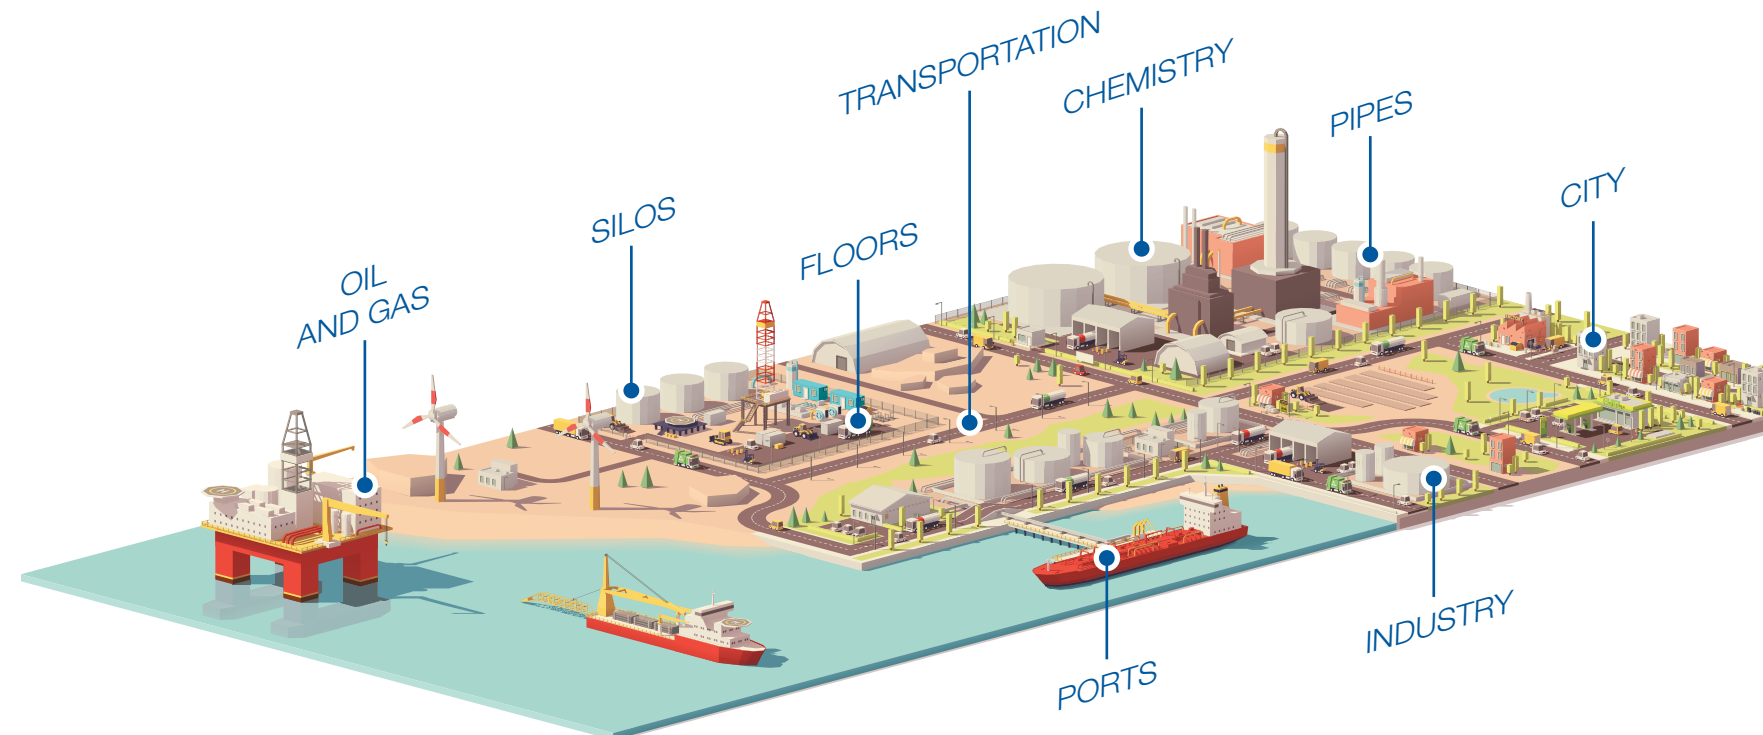 TRANSPORTATION
CHEMISTRY
PIPES
CITY
SILOS
FLOORS
OIL
AND GAS
INDUSTRY
PORTS